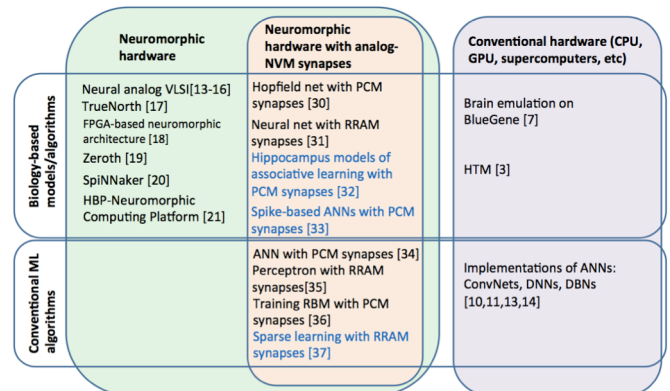 Neuromorphic
hardware
Neuromorphic
hardware with analog-
NVM synapses
Conventional hardware (CPU,
GPU, supercomputers, etc)
Biology-based
models/algorithms
Neural analog VLSI[13-16]
TrueNorth [17]
FPGA-based neuromorphic
architecture [18]
Zeroth [19]
SpiNNaker [20]
HBP-Neuromorphic
Computing Platform [21]
Hopfield net with PCM
synapses [30]
Neural net with RRAM
synapses [31]
Hippocampus models of
associative learning with
PCM synapses [32]
Spike-based ANNs with PCM
synapses [33]
Brain emulation on
BlueGene [7]
HTM [3]
Conventional ML
algorithms
ANN with PCM synapses [34]
Perceptron with RRAM
synapses[35]
Training RBM with PCM
synapses [36]
Sparse learning with RRAM
synapses [37]
Implementations of ANNs:
ConvNets, DNNs, DBNs
[10,11,13,14]